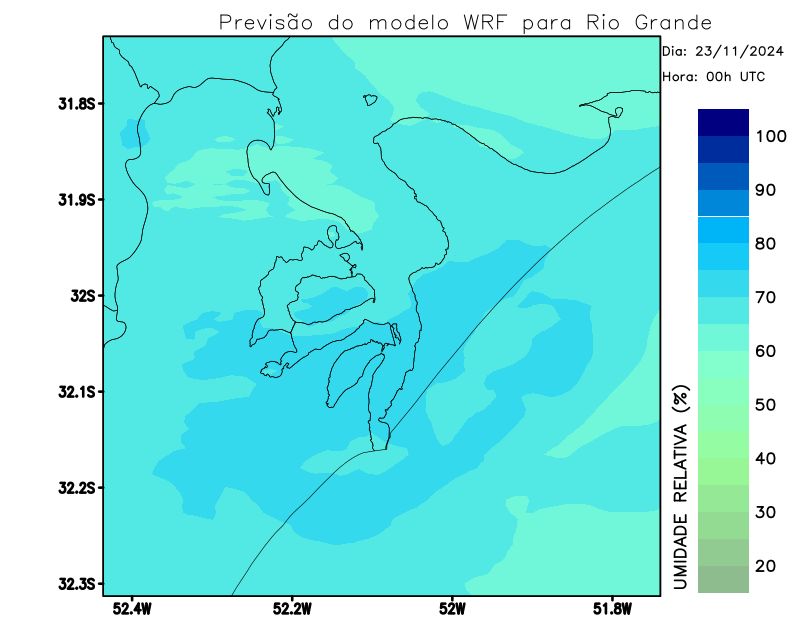 Previsão do modelo WRF para Rio Grande
Dia: 23/11/2024
Hora: 00h UTC
31.8S
31.9S
32S
32.1S
32.2S
32.3S
52.4W
52.2W
52W
51.8W
100
90
80
70
60
50
40
30
20
UMIDADE RELATIVA (%)